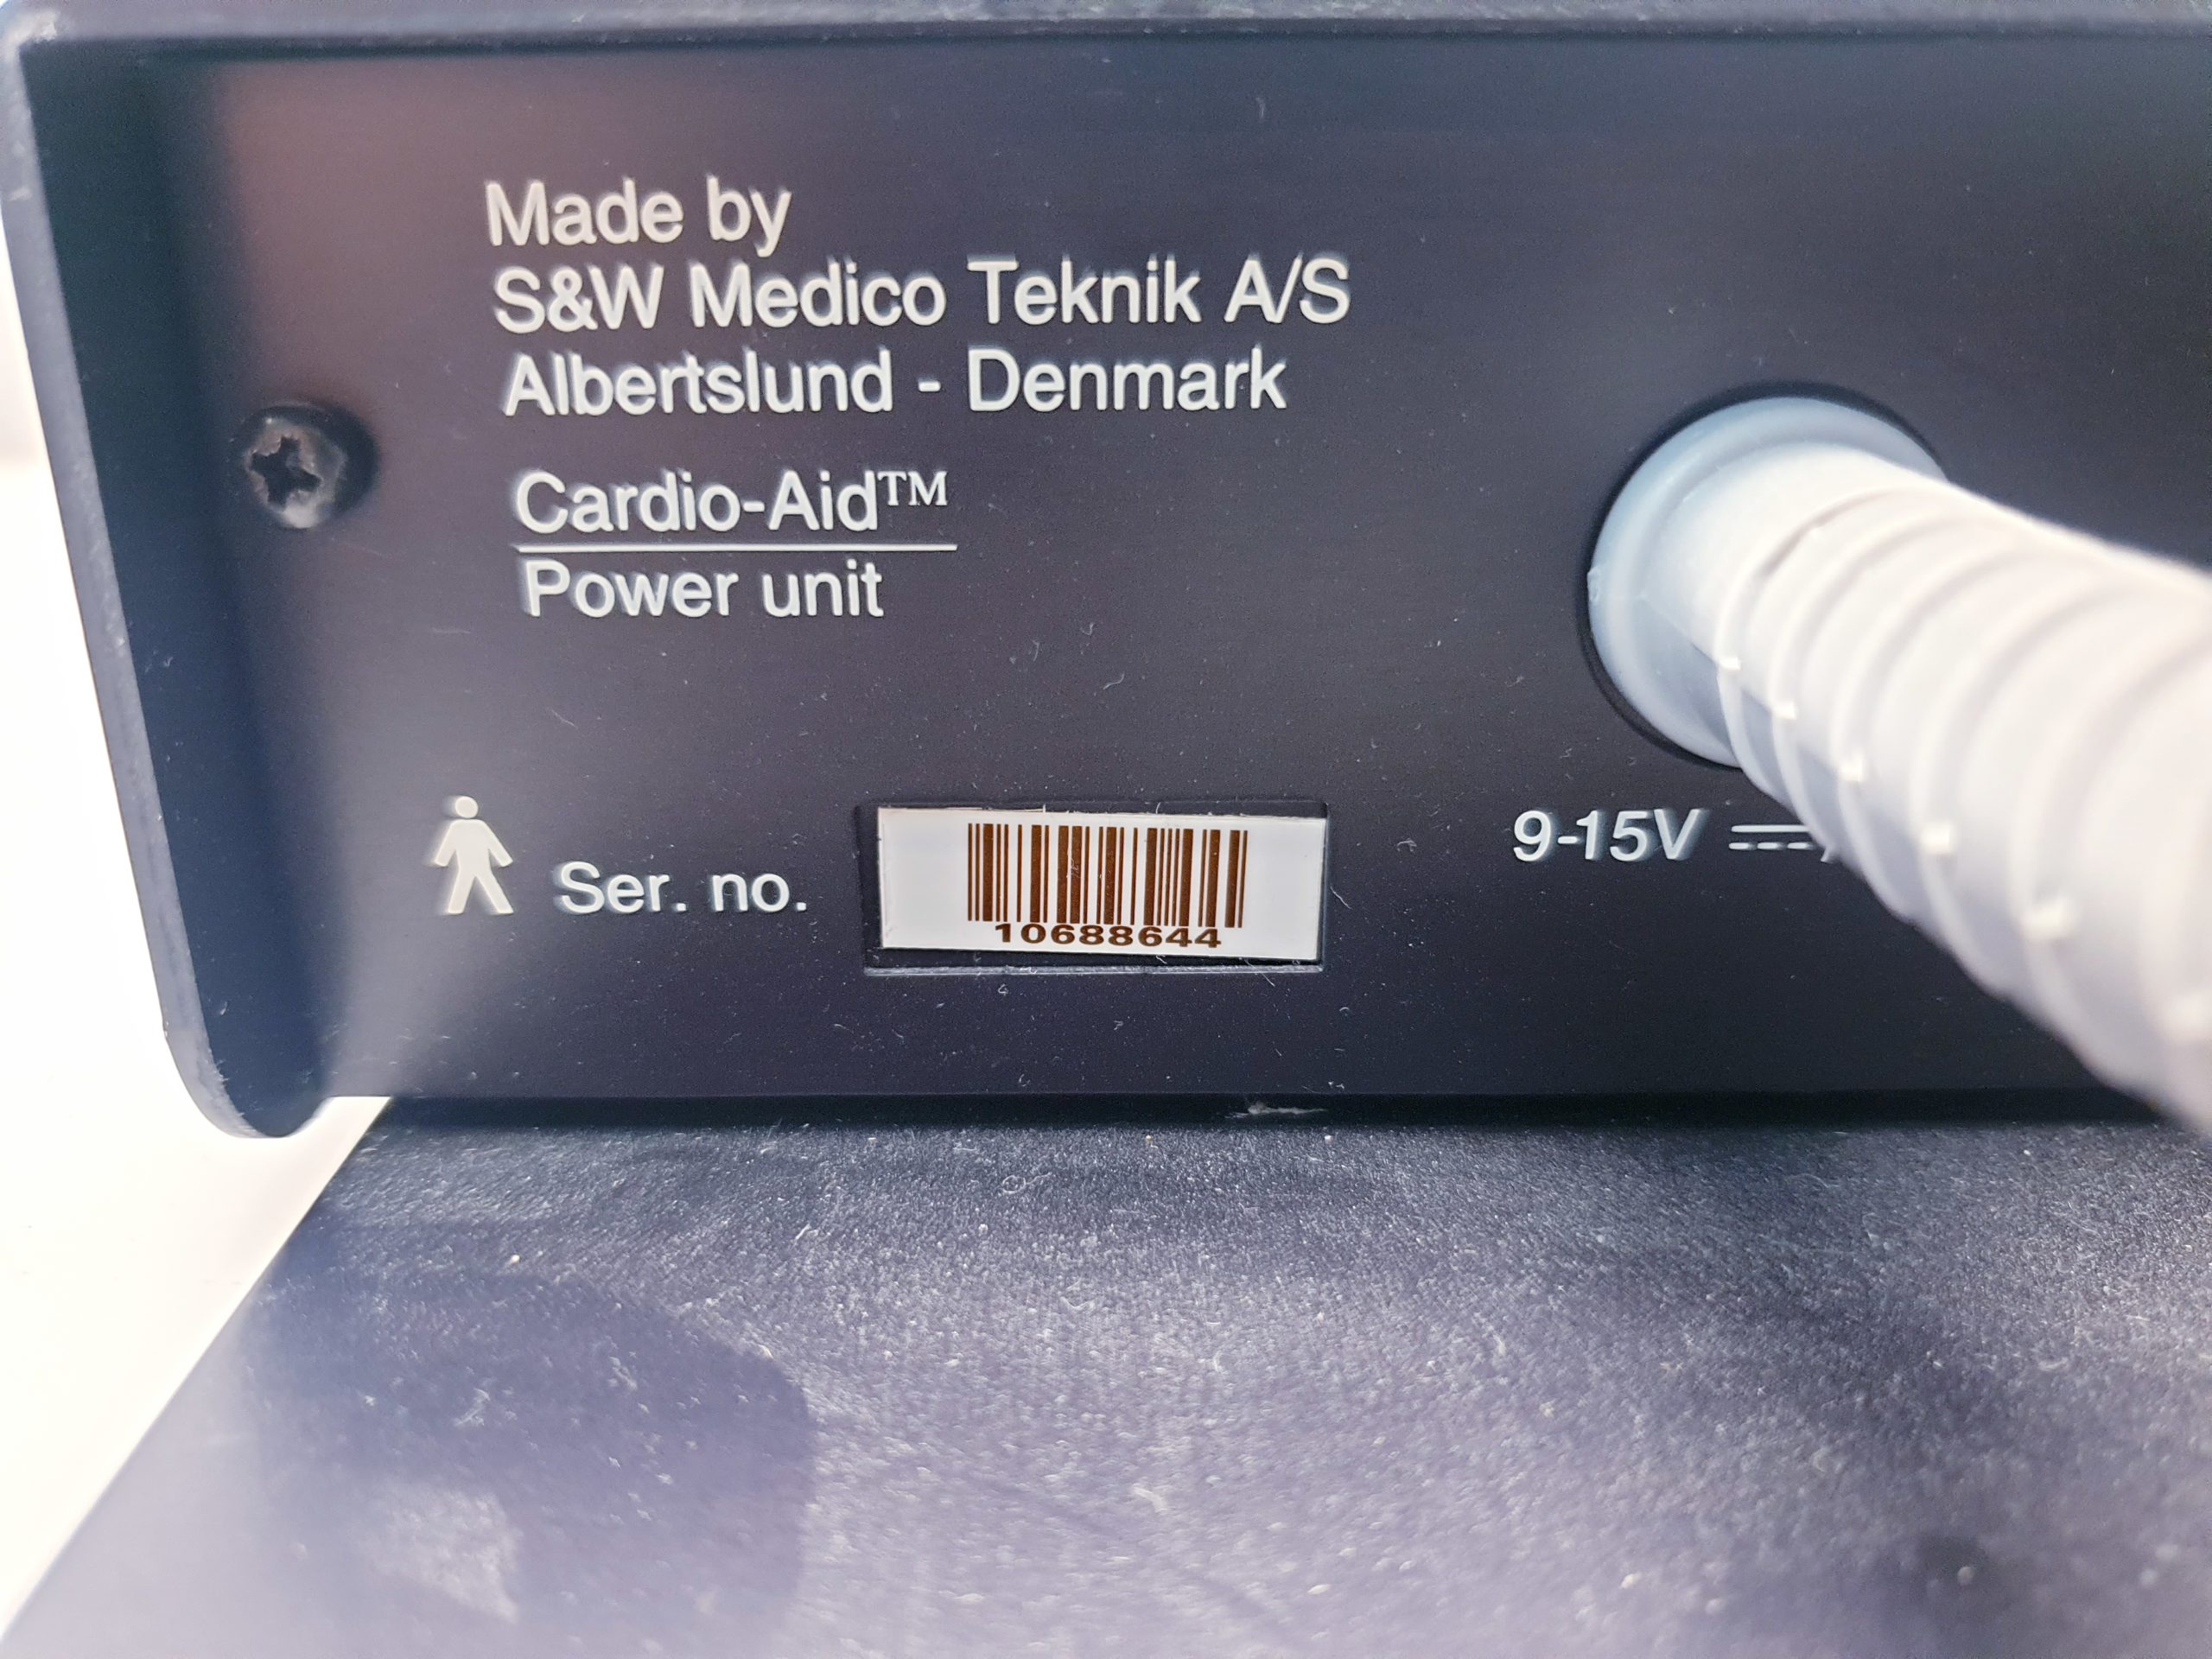 Made by
S&W Medico Teknik A/S
Albertslund - Denmark
Cardio-Aid™
Power unit
Ser. no.
10688644
9-15V